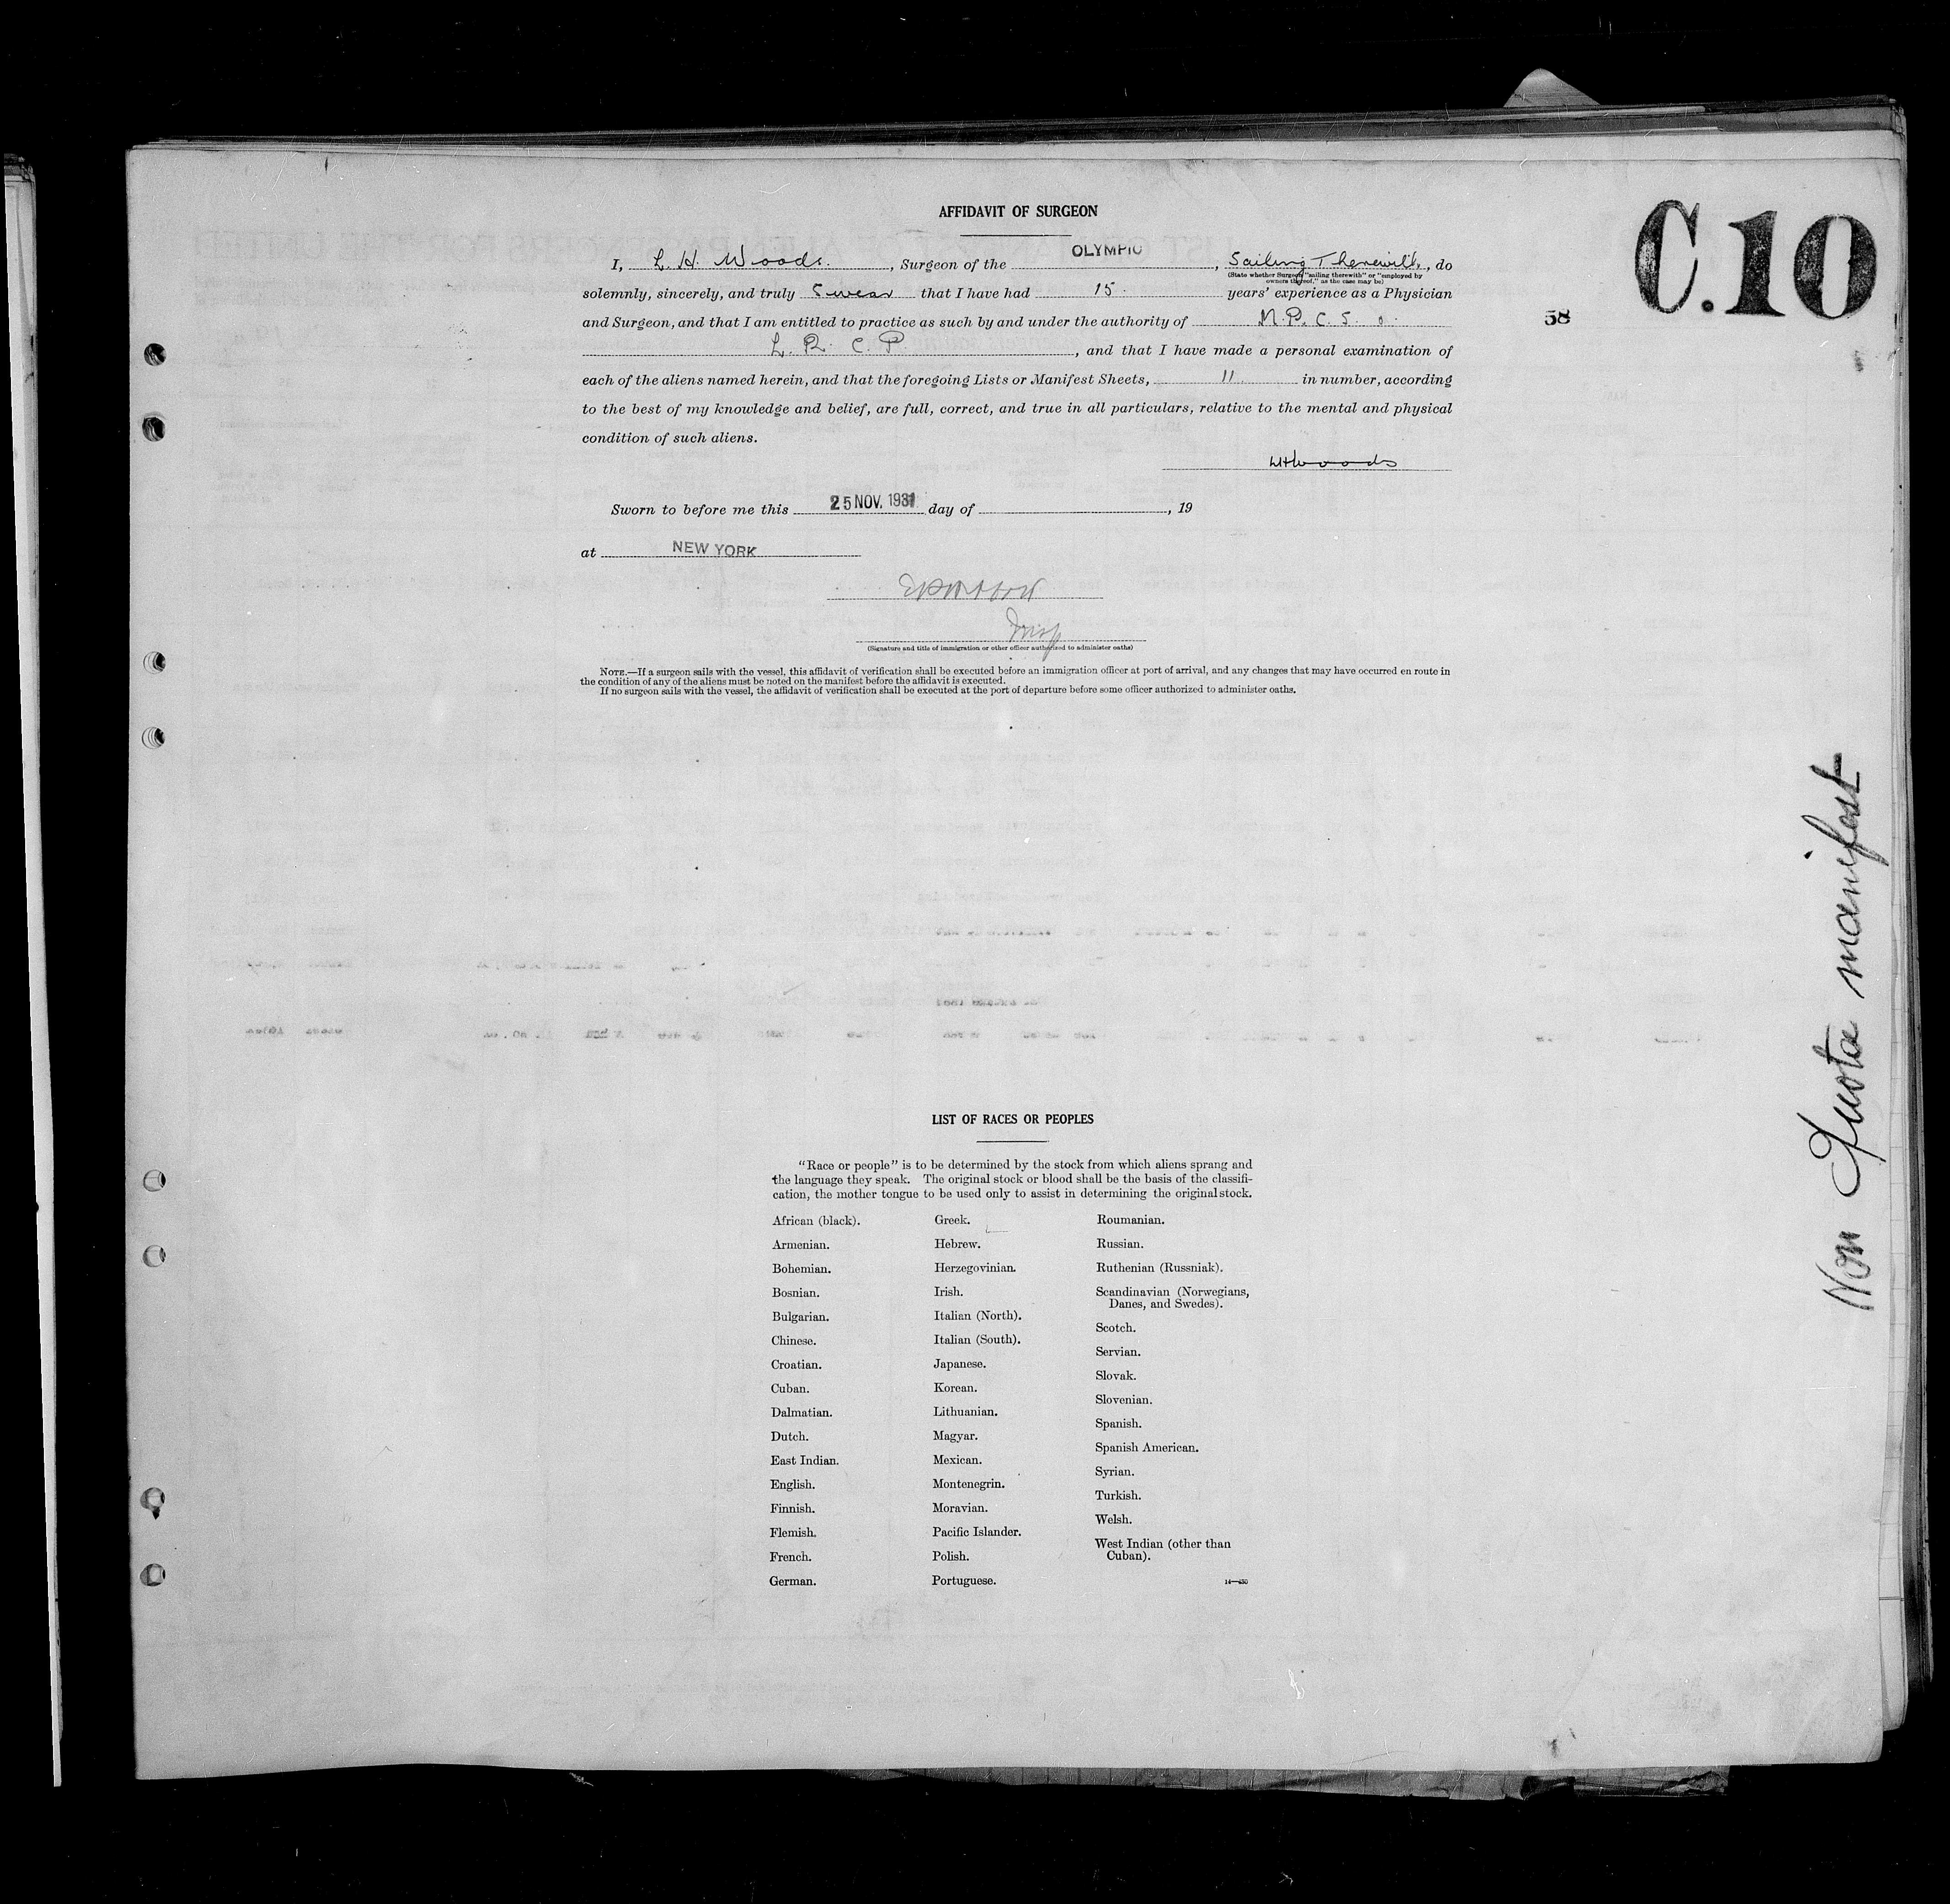 AFFIDAVIT OF SURGEON
C.10
I, L. H. Woods. , Surgeon of the OLYMPIC , Sailing Therewith, , do
(State whether Surgeon "sailing therewith" or "employed by
owners thereof," as the case may be)
solemnly, sincerely, and truly Swear that I have had 15. years' experience as a Physician
and Surgeon, and that I am entitled to practice as such by and under the authority of M.R.C.S.
58
L. R. C. P. , and that I have made a personal examination of
each of the aliens named herein, and that the foregoing Lists or Manifest Sheets, 11 in number, according
to the best of my knowledge and belief, are full, correct, and true in all particulars, relative to the mental and physical
condition of such aliens.
LHWoods
Sworn to before me this 25 NOV. 1931 day of , 19
at NEW YORK
Insp
(Signature and title of immigration or other officer authorized to administer oaths)
NOTE.—If a surgeon sails with the vessel, this affidavit of verification shall be executed before an immigration officer at port of arrival, and any changes that may have occurred en route in
the condition of any of the aliens must be noted on the manifest before the affidavit is executed.
If no surgeon sails with the vessel, the affidavit of verification shall be executed at the port of departure before some officer authorized to administer oaths.
Non Quota manifest
LIST OF RACES OR PEOPLES
"Race or people" is to be determined by the stock from which aliens sprang and
the language they speak. The original stock or blood shall be the basis of the classifi-
cation, the mother tongue to be used only to assist in determining the original stock.
African (black).
Armenian.
Bohemian.
Bosnian.
Bulgarian.
Chinese.
Croatian.
Cuban.
Dalmatian.
Dutch.
East Indian.
English.
Finnish.
Flemish.
French.
German.
Greek.
Hebrew.
Herzegovinian.
Irish.
Italian (North).
Italian (South).
Japanese.
Korean.
Lithuanian.
Magyar.
Mexican.
Montenegrin.
Moravian.
Pacific Islander.
Polish.
Portuguese.
Roumanian.
Russian.
Ruthenian (Russniak).
Scandinavian (Norwegians,
Danes, and Swedes).
Scotch.
Servian.
Slovak.
Slovenian.
Spanish.
Spanish American.
Syrian.
Turkish.
Welsh.
West Indian (other than
Cuban).